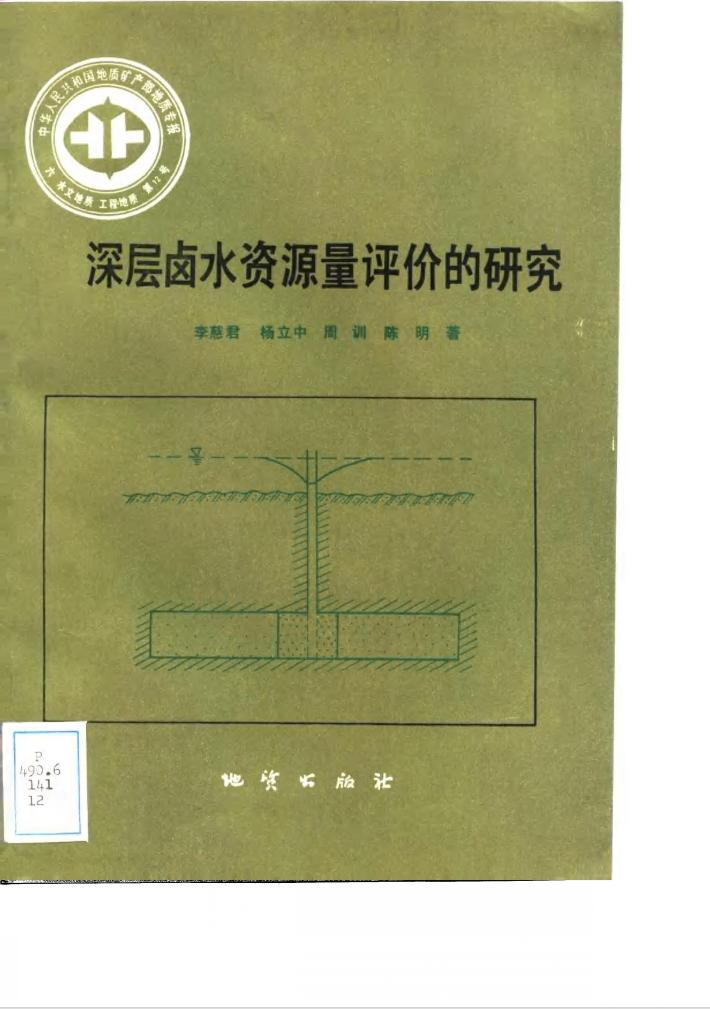 中华人民共和国地质矿产部地质专报
六 水文地质 工程地质 第12号
深层卤水资源量评价的研究
李慈君 杨立中 周训 陈明 著
地质出版社
P
490.6
141
12